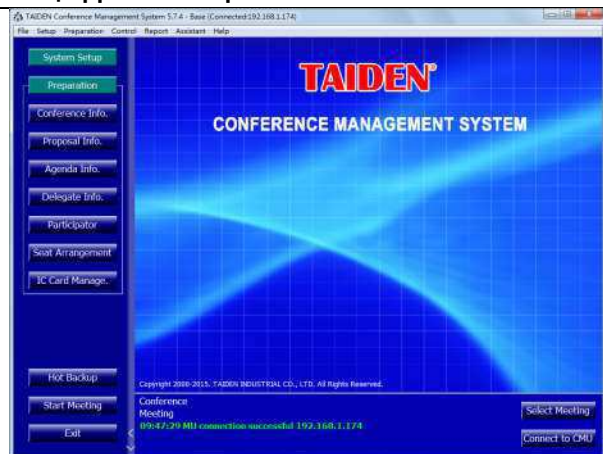 TAIDEN Conference Management System 5.7.4 - Base (Connected:192.168.1.174)
File Setup Preparation Control Report Assistant Help
System Setup
Preparation
Conference Info.
Proposal Info.
Agenda Info.
Delegate Info.
Participator
Seat Arrangement
IC Card Manage.
Hot Backup
Start Meeting
Exit
TAIDEN®
CONFERENCE MANAGEMENT SYSTEM
Copyright 2006-2015. TAIDEN INDUSTRIAL CO., LTD. All Rights Reserved.
Conference
Meeting
09:47:29 MU connection successful 192.168.1.174
Select Meeting
Connect to CMU